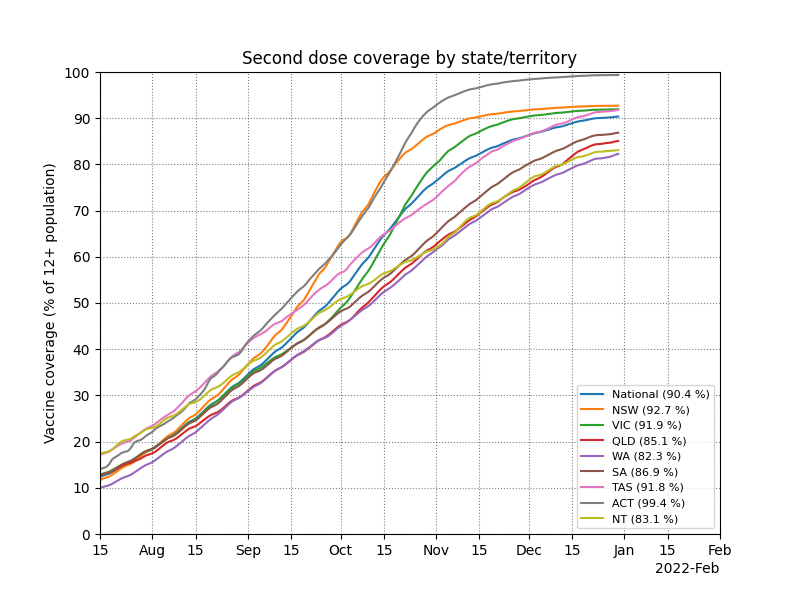 Second dose coverage by state/territory
Vaccine coverage (% of 12+ population)
100
90
80
70
60
50
40
30
20
10
0
National (90.4 %)
NSW (92.7 %)
VIC (91.9 %)
QLD (85.1 %)
WA (82.3 %)
SA (86.9 %)
TAS (91.8 %)
ACT (99.4 %)
NT (83.1 %)
15 Aug 15 Sep 15 Oct 15 Nov 15 Dec 15 Jan 15 Feb
2022-Feb